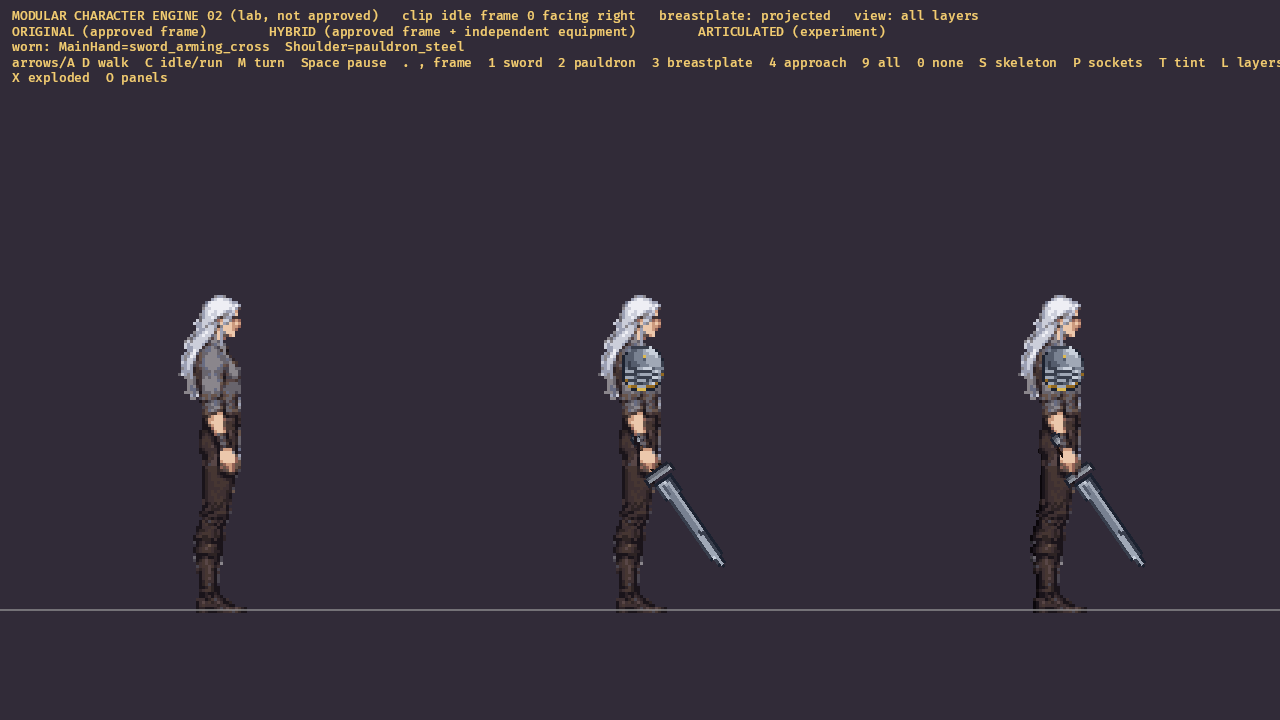 MODULAR CHARACTER ENGINE 02 (lab, not approved)   clip idle frame 0 facing right   breastplate: projected   view: all layers
ORIGINAL (approved frame)        HYBRID (approved frame + independent equipment)        ARTICULATED (experiment)
worn: MainHand=sword_arming_cross  Shoulder=pauldron_steel
arrows/A D walk  C idle/run  M turn  Space pause  . , frame  1 sword  2 pauldron  3 breastplate  4 approach  9 all  0 none  S skeleton  P sockets  T tint  L layers
X exploded  O panels